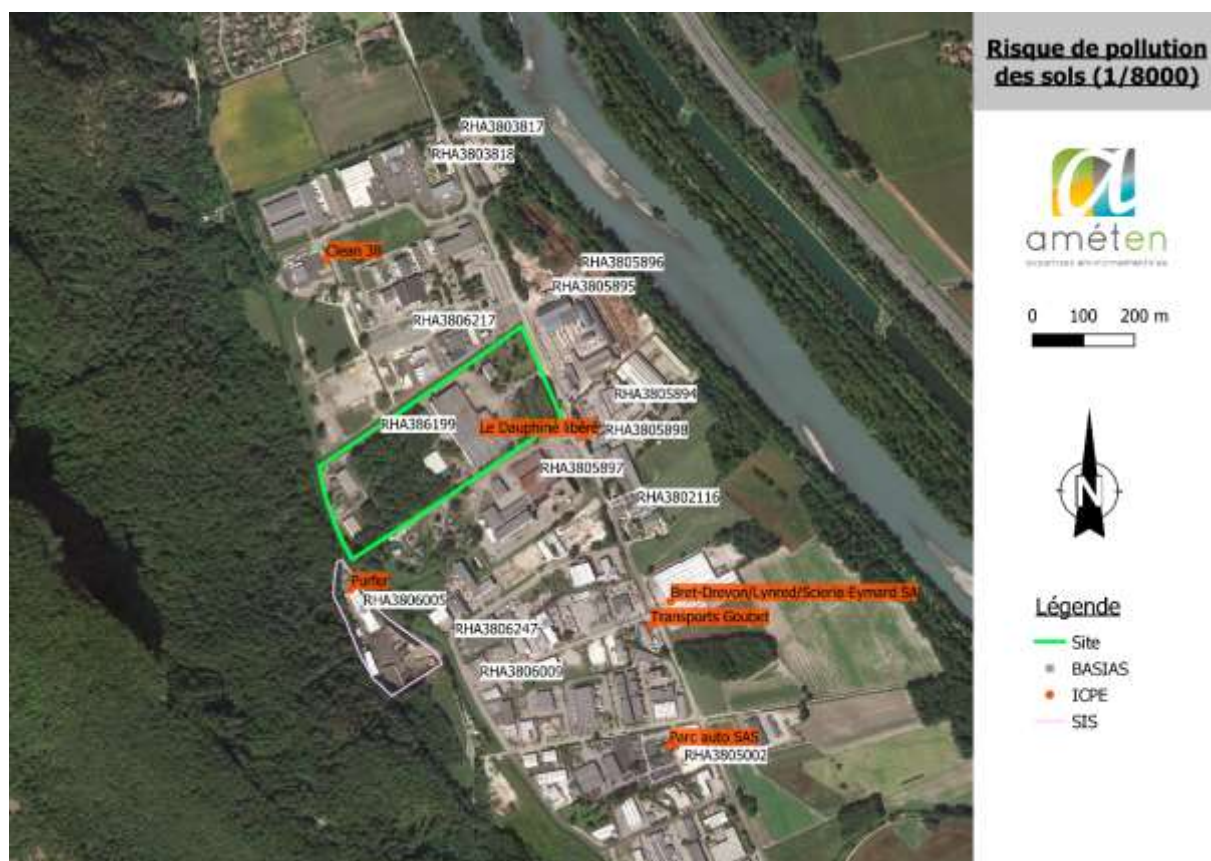 Risque de pollution
des sols (1/8000)
améten
0 100 200 m
N
Légende
Site
BASIAS
ICPE
SIS
RHA3803817
RHA3803818
Clean 38
RHA3805896
RHA3805895
RHA3806217
RHA3805894
RHA386199
Le Dauphiné libéré
RHA3805898
RHA3805897
RHA3802116
Purfer
RHA3806005
Bret-Drevon/Lynred/Scierie Eymard SA
Transports Goubet
RHA3806247
RHA3806009
Parc auto SAS
RHA3805002